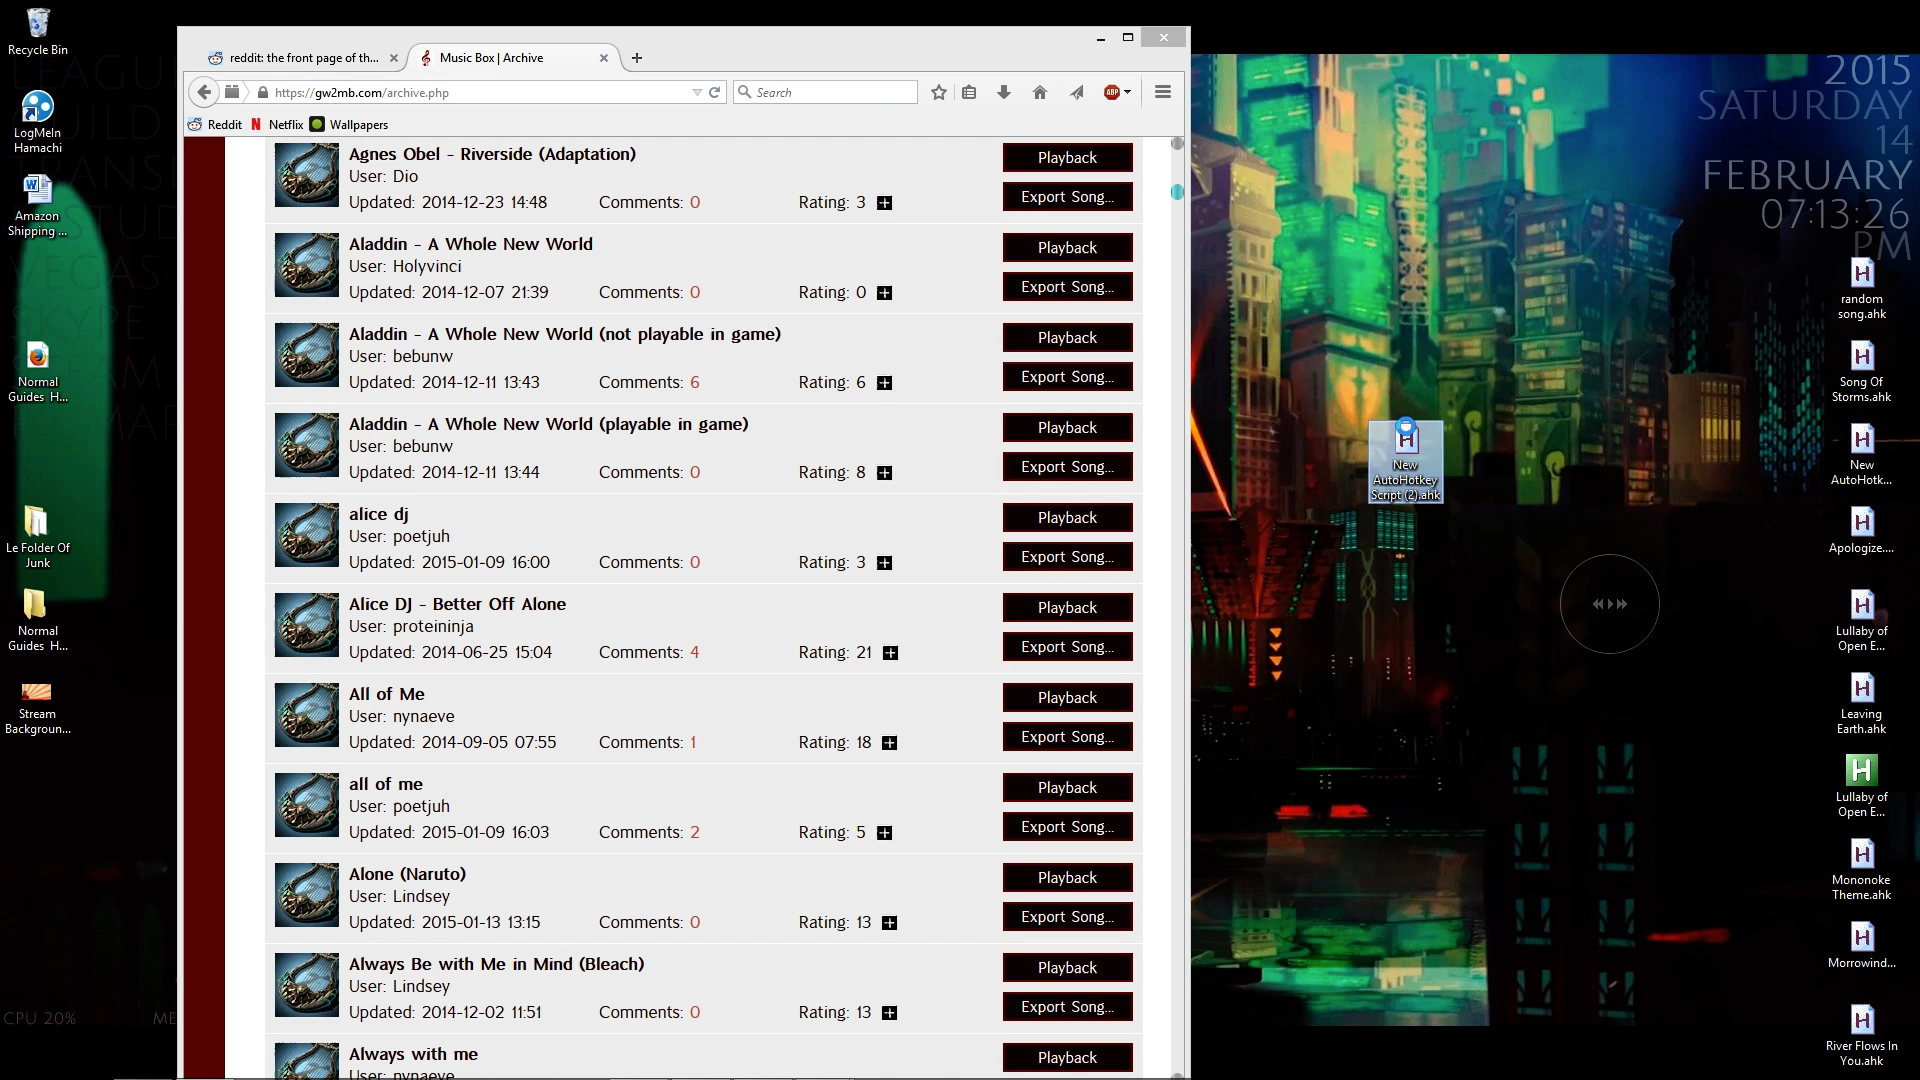 Recycle Bin
LogMeIn
Hamachi
Amazon
Shipping ...
Normal
Guides H...
Le Folder Of
Junk
Normal
Guides H...
Stream
Backgroun...
CPU 20%
reddit: the front page of th...
Music Box | Archive
https://gw2mb.com/archive.php
Search
ABP
Reddit
Netflix
Wallpapers
Agnes Obel - Riverside (Adaptation)
User: Dio
Updated: 2014-12-23 14:48 Comments: 0 Rating: 3
Playback
Export Song...
Aladdin - A Whole New World
User: Holyvinci
Updated: 2014-12-07 21:39 Comments: 0 Rating: 0
Playback
Export Song...
Aladdin - A Whole New World (not playable in game)
User: bebunw
Updated: 2014-12-11 13:43 Comments: 6 Rating: 6
Playback
Export Song...
Aladdin - A Whole New World (playable in game)
User: bebunw
Updated: 2014-12-11 13:44 Comments: 0 Rating: 8
Playback
Export Song...
alice dj
User: poetjuh
Updated: 2015-01-09 16:00 Comments: 0 Rating: 3
Playback
Export Song...
Alice DJ - Better Off Alone
User: proteininja
Updated: 2014-06-25 15:04 Comments: 4 Rating: 21
Playback
Export Song...
All of Me
User: nynaeve
Updated: 2014-09-05 07:55 Comments: 1 Rating: 18
Playback
Export Song...
all of me
User: poetjuh
Updated: 2015-01-09 16:03 Comments: 2 Rating: 5
Playback
Export Song...
Alone (Naruto)
User: Lindsey
Updated: 2015-01-13 13:15 Comments: 0 Rating: 13
Playback
Export Song...
Always Be with Me in Mind (Bleach)
User: Lindsey
Updated: 2014-12-02 11:51 Comments: 0 Rating: 13
Playback
Export Song...
Always with me
User: nynaeve
Playback
New
AutoHotkey
Script (2).ahk
2015
SATURDAY
14
FEBRUARY
07:13:26
PM
random
song.ahk
Song Of
Storms.ahk
New
AutoHotk...
Apologize....
Lullaby of
Open E...
Leaving
Earth.ahk
Lullaby of
Open E...
Mononoke
Theme.ahk
Morrowind...
River Flows In
You.ahk